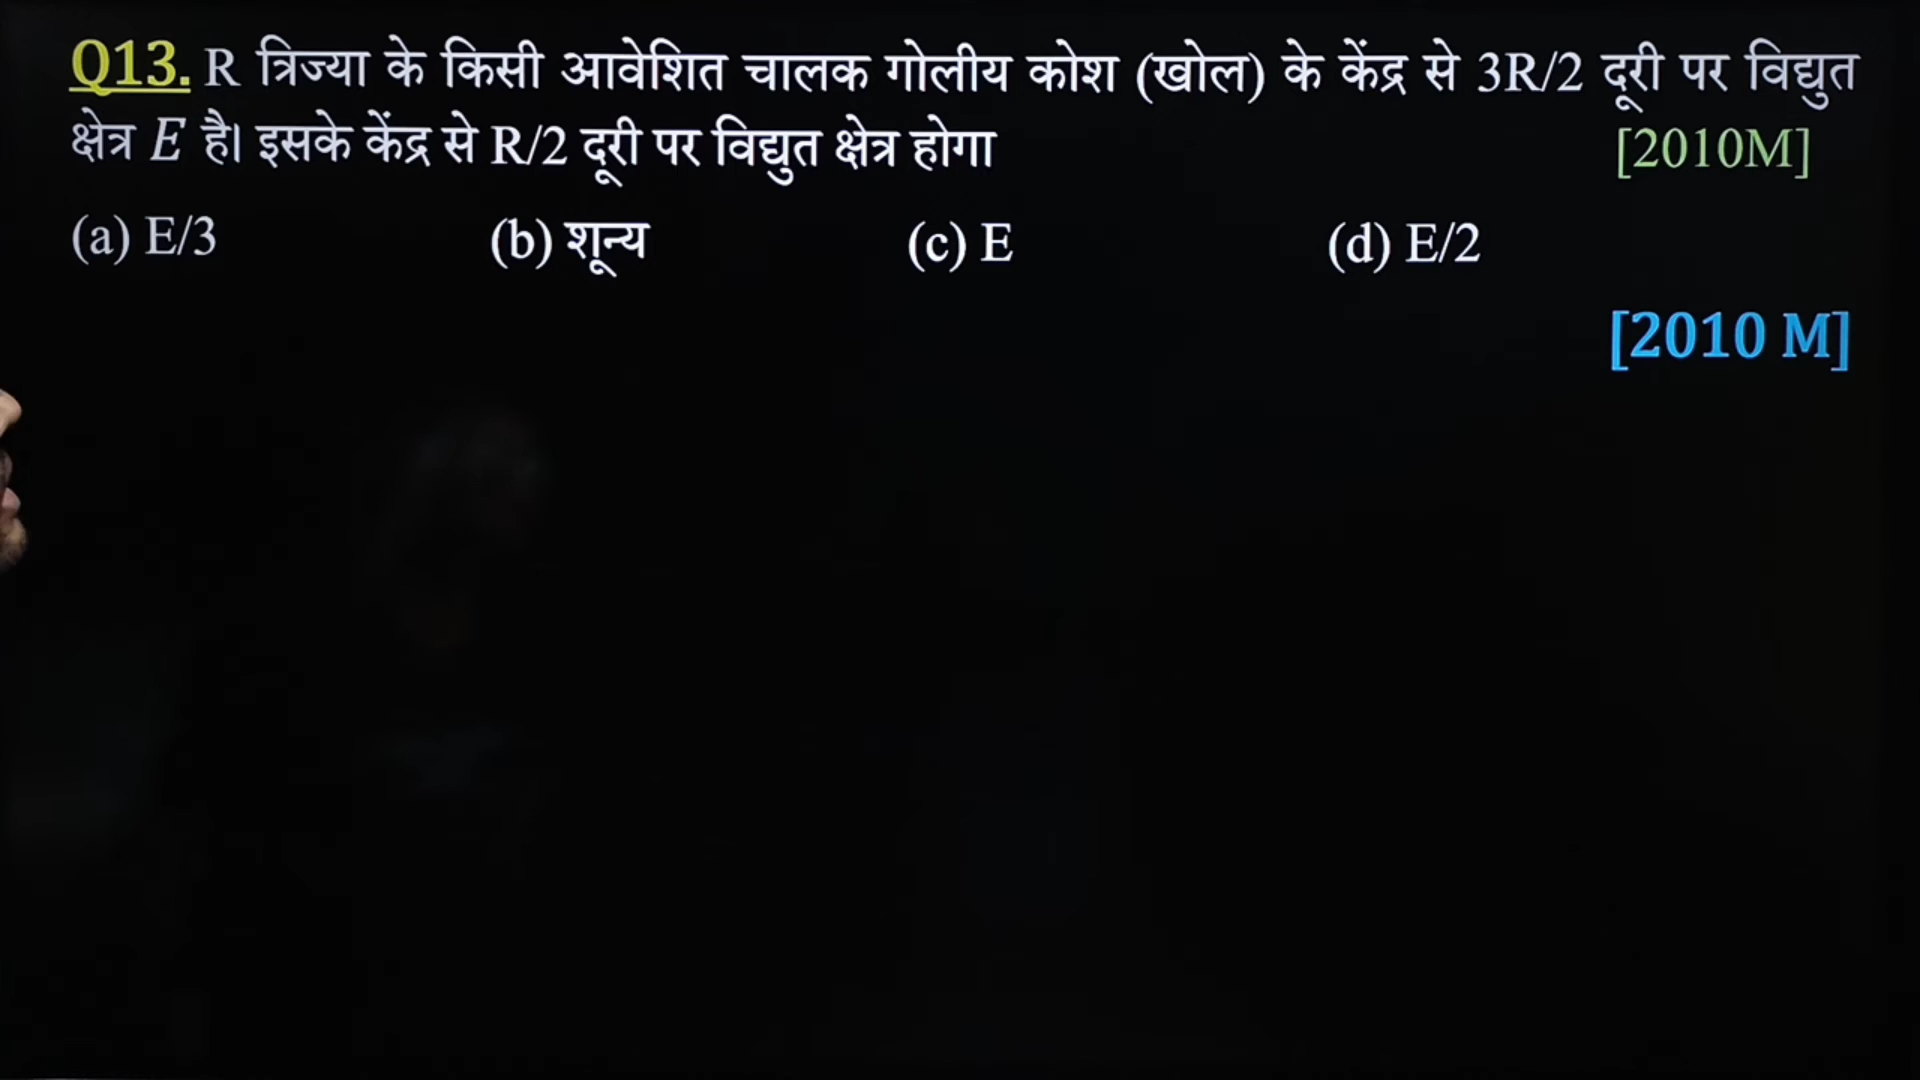 Q13. R त्रिज्या के किसी आवेशित चालक गोलीय कोश (खोल) के केंद्र से 3R/2 दूरी पर विद्युत
क्षेत्र E है। इसके केंद्र से R/2 दूरी पर विद्युत क्षेत्र होगा [2010M]
(a) E/3 (b) शून्य (c) E (d) E/2
[2010 M]